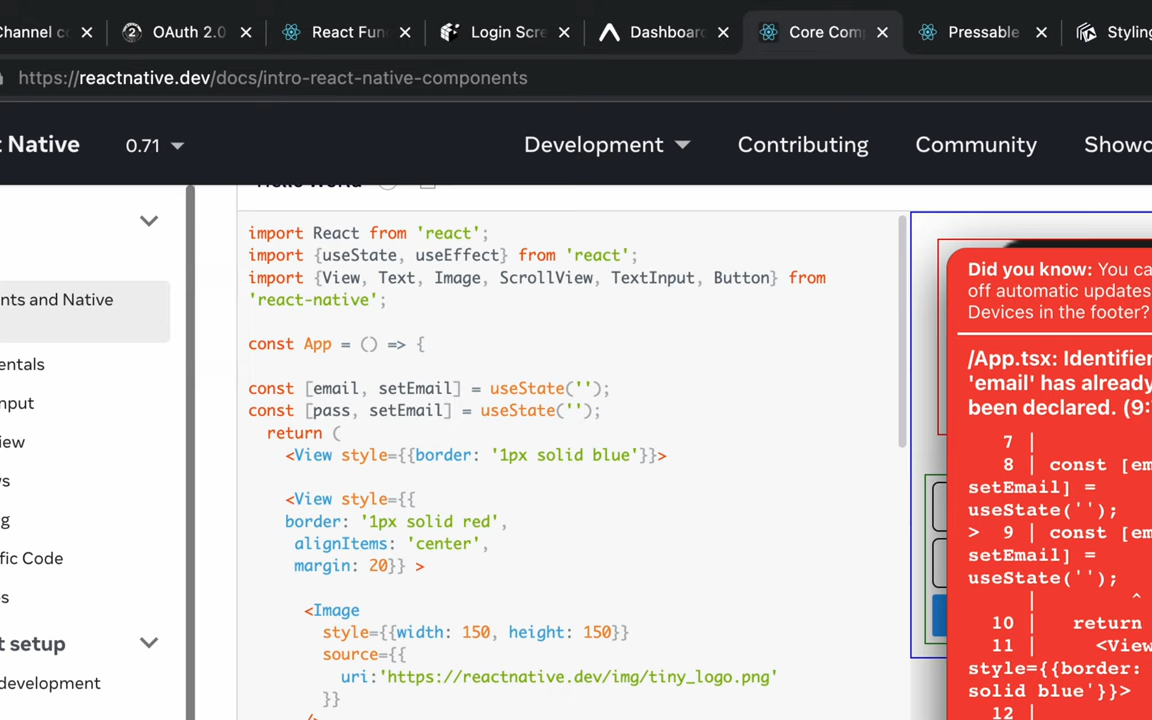 Channel c
OAuth 2.0
React Fun
Login Scre
Dashboar
Core Com
Pressable
Styling
https://reactnative.dev/docs/intro-react-native-components
t Native
0.71
Development
Contributing
Community
Showc
Hello World
nts and Native
entals
nput
iew
s
g
fic Code
s
t setup
development
import React from 'react';
import {useState, useEffect} from 'react';
import {View, Text, Image, ScrollView, TextInput, Button} from
'react-native';
const App = () => {
const [email, setEmail] = useState('');
const [pass, setEmail] = useState('');
return (
<View style={{border: '1px solid blue'}}>
<View style={{
border: '1px solid red',
alignItems: 'center',
margin: 20}} >
<Image
style={{width: 150, height: 150}}
source={{
uri:'https://reactnative.dev/img/tiny_logo.png'
}}
/>
Did you know: You ca
off automatic updates
Devices in the footer?
/App.tsx: Identifier
'email' has already
been declared. (9:
7 |
8 | const [em
setEmail] =
useState('');
> 9 | const [em
setEmail] =
useState('');
| ^
10 | return
11 | <View
style={{border:
solid blue'}}>
12 |